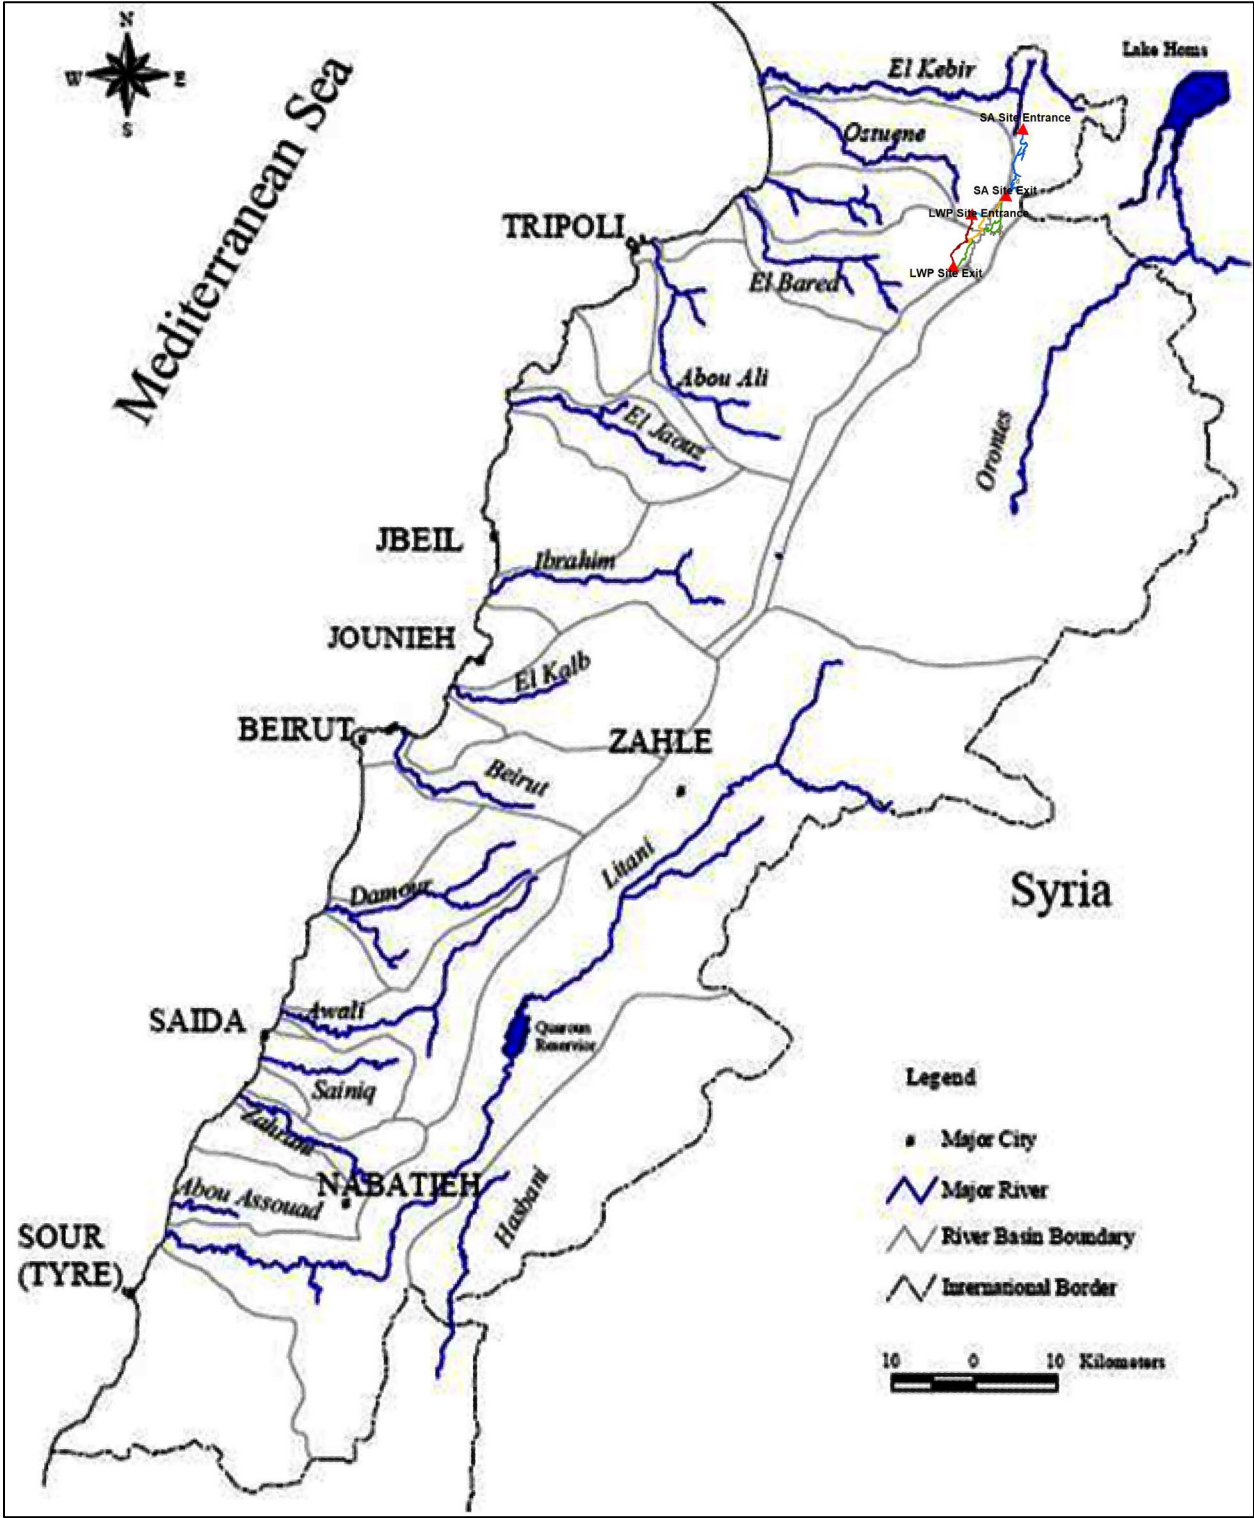 N
W
E
S
Mediterranean Sea
Lake Homs
El Kebir
SA Site Entrance
Ostuene
SA Site Exit
LWP Site Entrance
TRIPOLI
LWP Site Exit
El Bared
Abou Ali
El Jaouz
Orontes
JBEIL
Ibrahim
JOUNIEH
El Kalb
BEIRUT
ZAHLE
Beirut
Litani
Syria
Damour
Awali
SAIDA
Qaaroun
Reservior
Sainiq
Zahrani
NABATIEH
Abou Assouad
Hasbani
SOUR
(TYRE)
Legend
Major City
Major River
River Basin Boundary
International Border
10 0 10 Kilometers